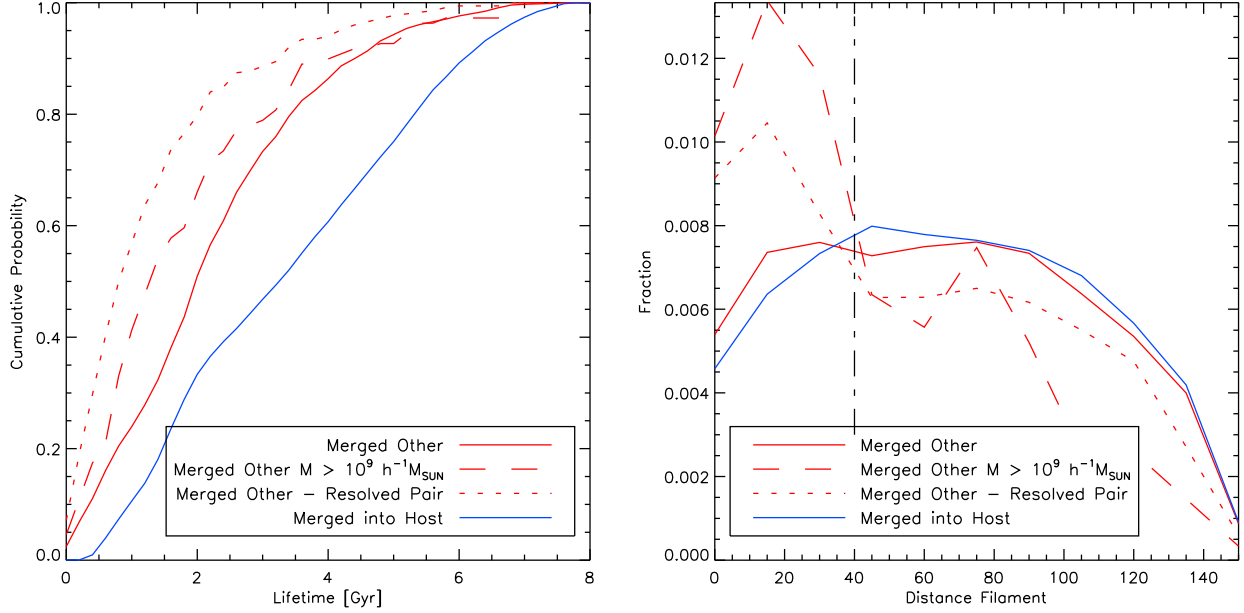 1.0
0.8
0.6
0.4
0.2
0.0
Cumulative Probability
0 2 4 6 8
Lifetime [Gyr]
Merged Other
Merged Other M > 10⁹ h⁻¹M_SUN
Merged Other – Resolved Pair
Merged into Host
0.012
0.010
0.008
0.006
0.004
0.002
0.000
Fraction
0 20 40 60 80 100 120 140
Distance Filament
Merged Other
Merged Other M > 10⁹ h⁻¹M_SUN
Merged Other – Resolved Pair
Merged into Host